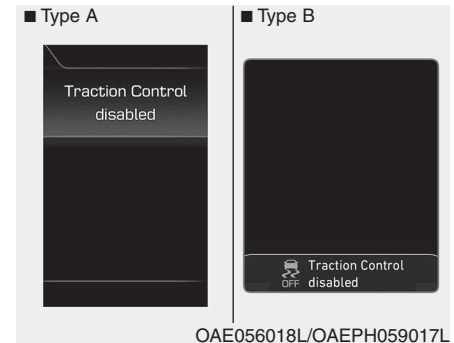 ■ Type A
Traction Control
disabled
■ Type B
Traction Control
OFF disabled
OAE056018L/OAEPH059017L